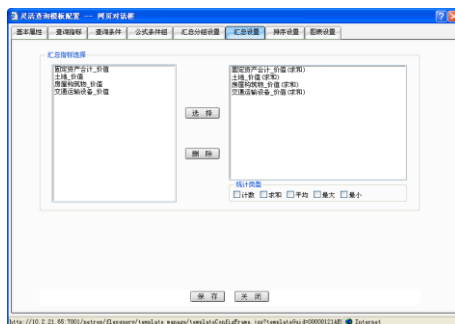 灵活查询模板配置 -- 网页对话框
基本属性 查询指标 查询条件 公式条件组 汇总分组设置 汇总设置 排序设置 图表设置
汇总指标选择
固定资产合计_价值
土地_价值
房屋构筑物_价值
交通运输设备_价值
选 择
删 除
固定资产合计_价值(求和)
土地_价值(求和)
房屋构筑物_价值(求和)
交通运输设备_价值(求和)
统计类型
计数 求和 平均 最大 最小
保 存 关 闭
Internet